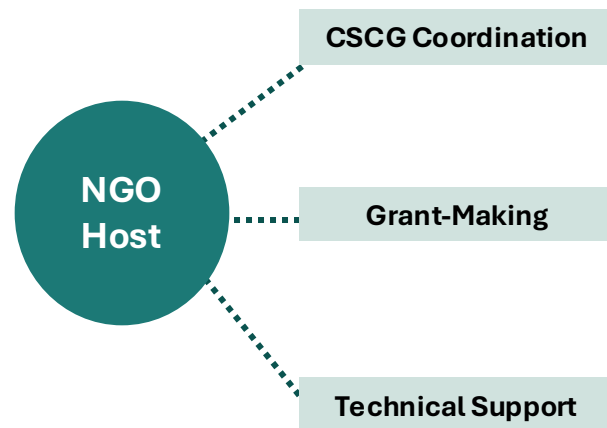 CSCG Coordination
NGO
Host
Grant-Making
Technical Support